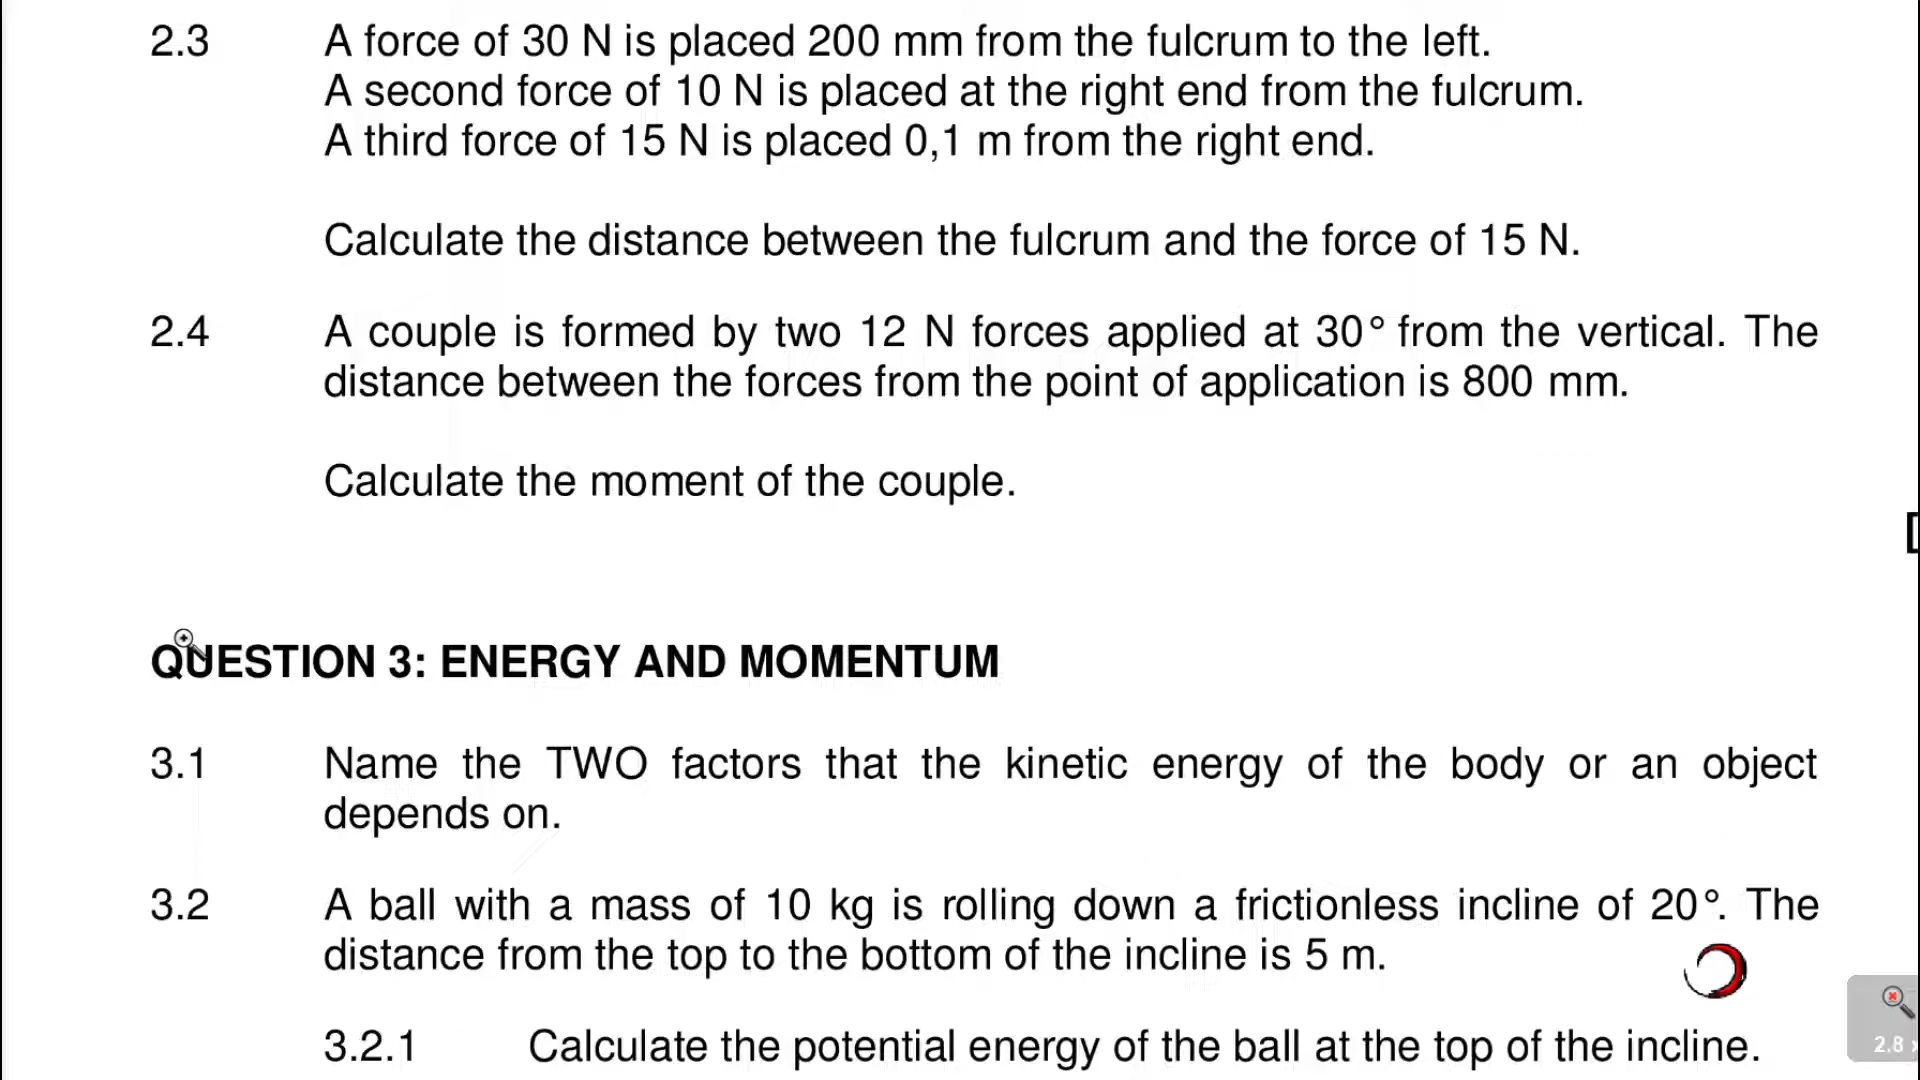 2.3 A force of 30 N is placed 200 mm from the fulcrum to the left.
A second force of 10 N is placed at the right end from the fulcrum.
A third force of 15 N is placed 0,1 m from the right end.
Calculate the distance between the fulcrum and the force of 15 N.
2.4 A couple is formed by two 12 N forces applied at 30° from the vertical. The
distance between the forces from the point of application is 800 mm.
Calculate the moment of the couple.
[
QUESTION 3: ENERGY AND MOMENTUM
3.1 Name the TWO factors that the kinetic energy of the body or an object
depends on.
3.2 A ball with a mass of 10 kg is rolling down a frictionless incline of 20°. The
distance from the top to the bottom of the incline is 5 m.
3.2.1 Calculate the potential energy of the ball at the top of the incline.
2.8 x